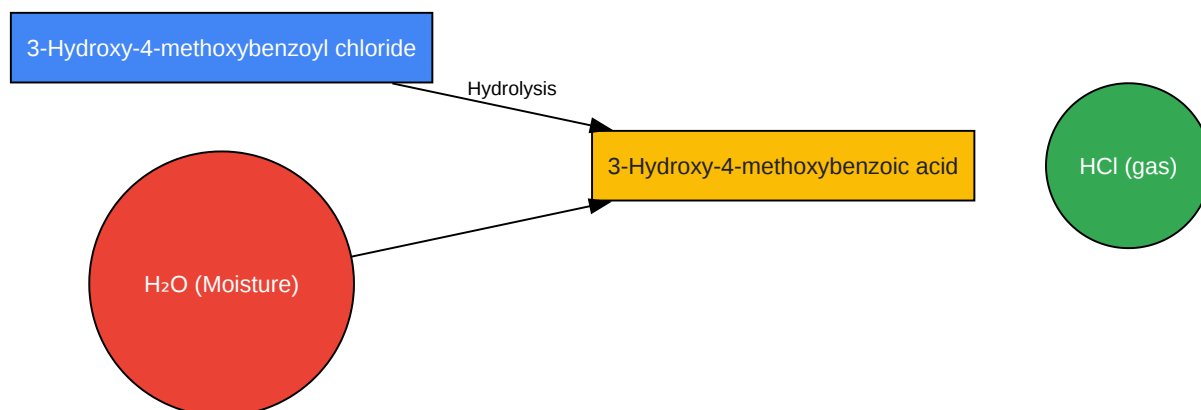 3-Hydroxy-4-methoxybenzoyl chloride
Hydrolysis
3-Hydroxy-4-methoxybenzoic acid
HCl (gas)
H₂O (Moisture)